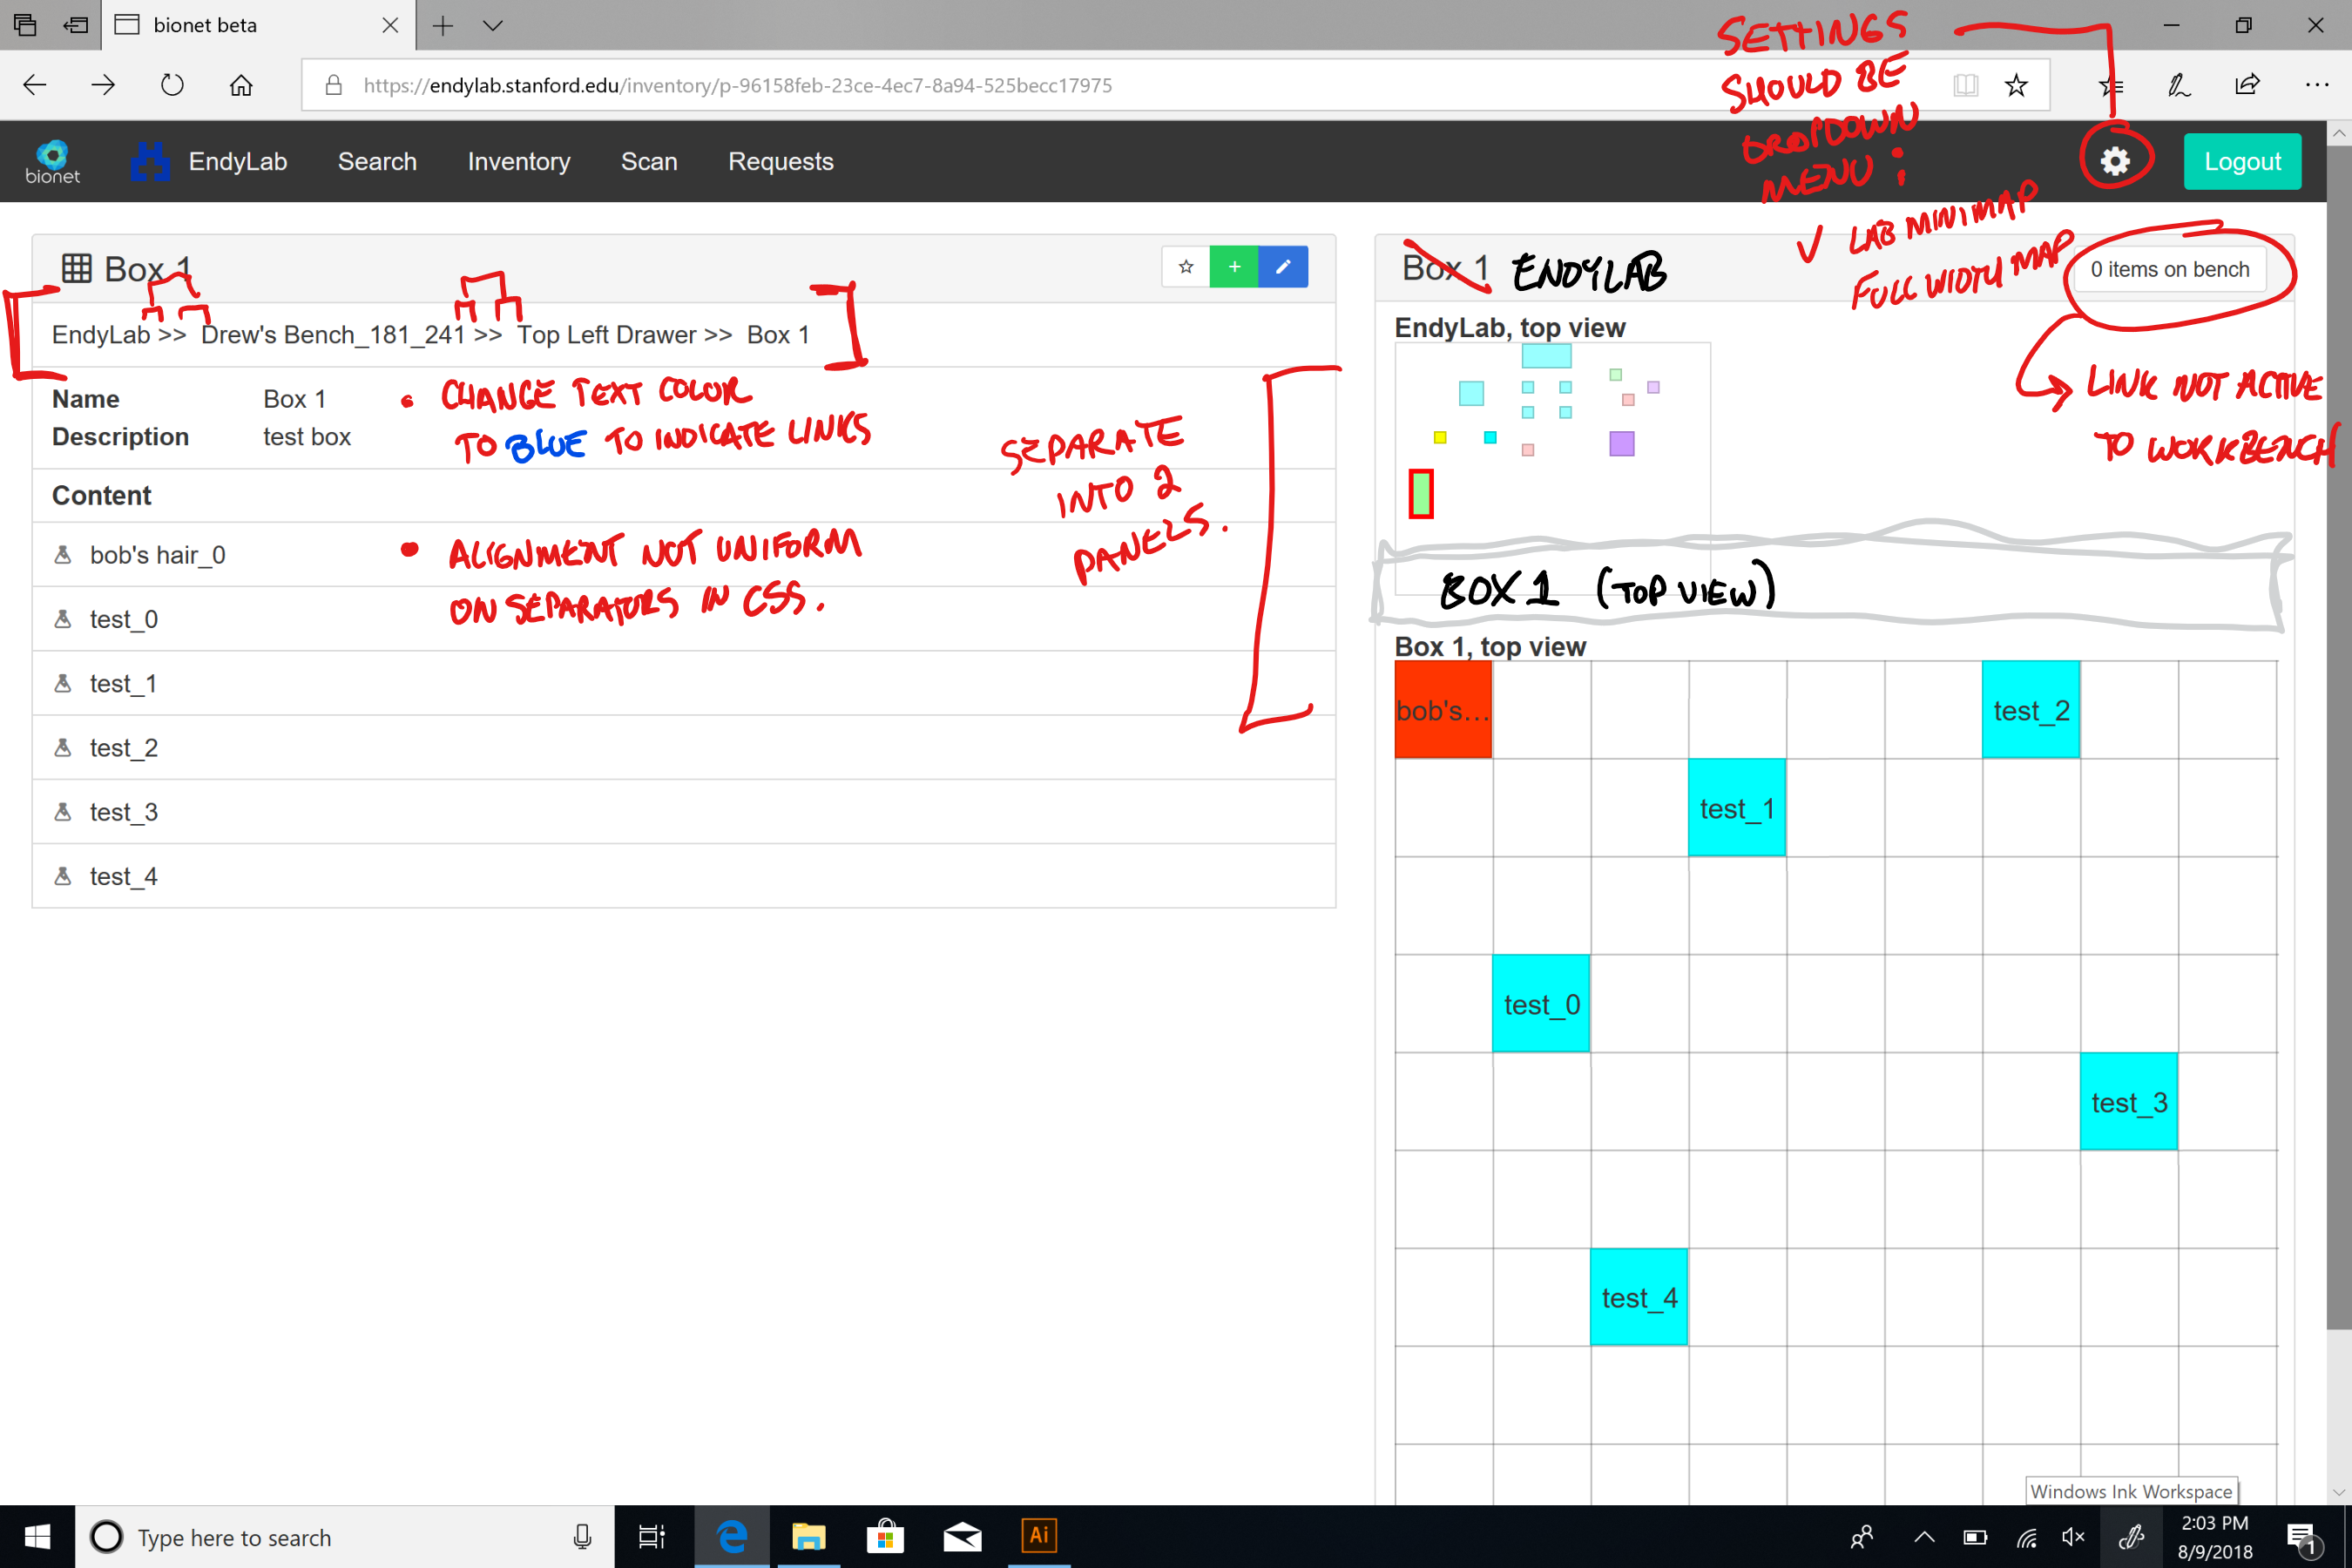 bionet beta
https://endylab.stanford.edu/inventory/p-96158feb-23ce-4ec7-8a94-525becc17975
SETTINGS
SHOULD BE
DROPDOWN
MENU :
✓ LAB MINIMAP
FULL WIDTH MAP
bionet
EndyLab Search Inventory Scan Requests
Logout
Box 1
EndyLab >> Drew's Bench_181_241 >> Top Left Drawer >> Box 1
Name Box 1
Description test box
• CHANGE TEXT COLOR
TO BLUE TO INDICATE LINKS
Content
bob's hair_0
test_0
test_1
test_2
test_3
test_4
• ALIGNMENT NOT UNIFORM
ON SEPARATORS IN CSS.
SEPARATE
INTO 2
PANELS.
Box 1 ENDYLAB
0 items on bench
LINK NOT ACTIVE
TO WORKBENCH
EndyLab, top view
BOX 1 (TOP VIEW)
Box 1, top view
bob's...
test_2
test_1
test_0
test_3
test_4
Windows Ink Workspace
Type here to search
Ai
2:03 PM
8/9/2018
1